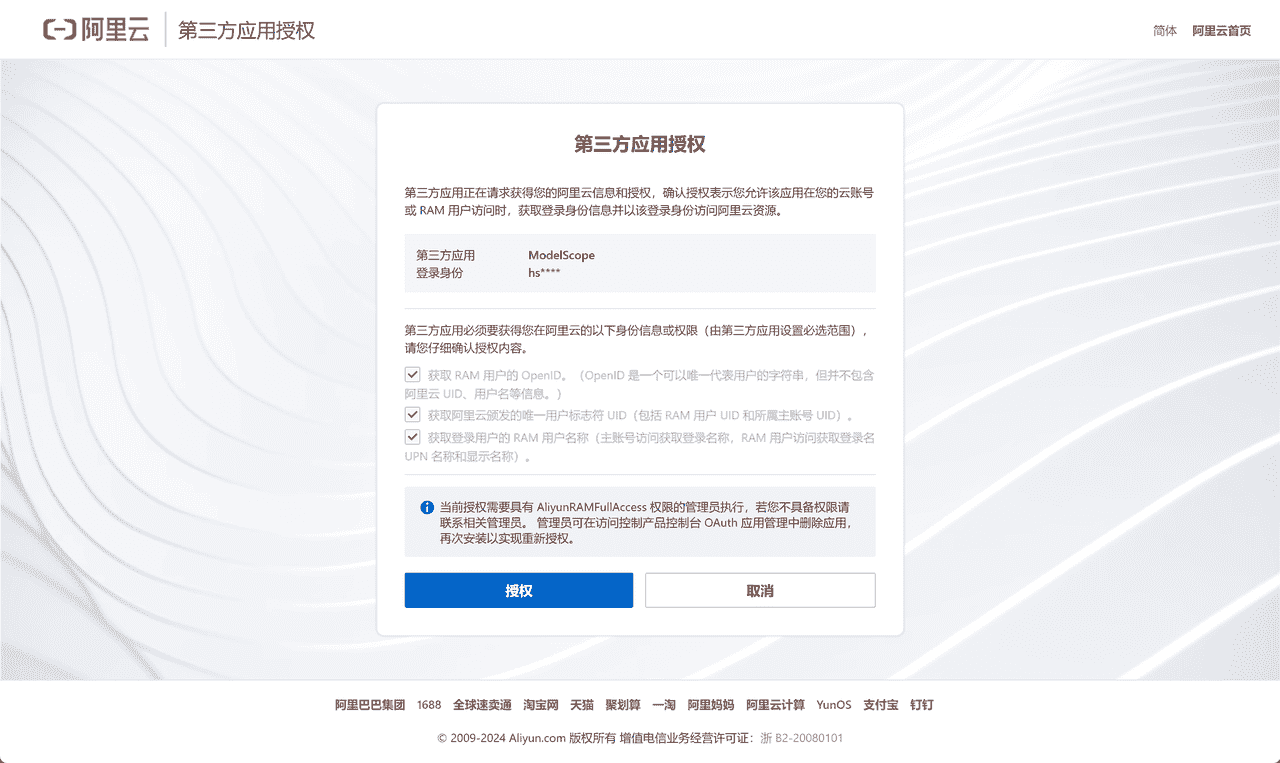 阿里云 第三方应用授权 简体 阿里云首页
第三方应用授权
第三方应用正在请求获得您的阿里云信息和授权，确认授权表示您允许该应用在您的云账号
或 RAM 用户访问时，获取登录身份信息并以该登录身份访问阿里云资源。
第三方应用 ModelScope
登录身份 hs****
第三方应用必须要获得您在阿里云的以下身份信息或权限（由第三方应用设置必选范围），
请您仔细确认授权内容。
获取 RAM 用户的 OpenID。（OpenID 是一个可以唯一代表用户的字符串，但并不包含
阿里云 UID、用户名等信息。）
获取阿里云颁发的唯一用户标志符 UID（包括 RAM 用户 UID 和所属主账号 UID）。
获取登录用户的 RAM 用户名称（主账号访问获取登录名称，RAM 用户访问获取登录名
UPN 名称和显示名称）。
当前授权需要具有 AliyunRAMFullAccess 权限的管理员执行，若您不具备权限请
联系相关管理员。 管理员可在访问控制产品控制台 OAuth 应用管理中删除应用，
再次安装以实现重新授权。
授权 取消
阿里巴巴集团 1688 全球速卖通 淘宝网 天猫 聚划算 一淘 阿里妈妈 阿里云计算 YunOS 支付宝 钉钉
© 2009-2024 Aliyun.com 版权所有 增值电信业务经营许可证：浙 B2-20080101